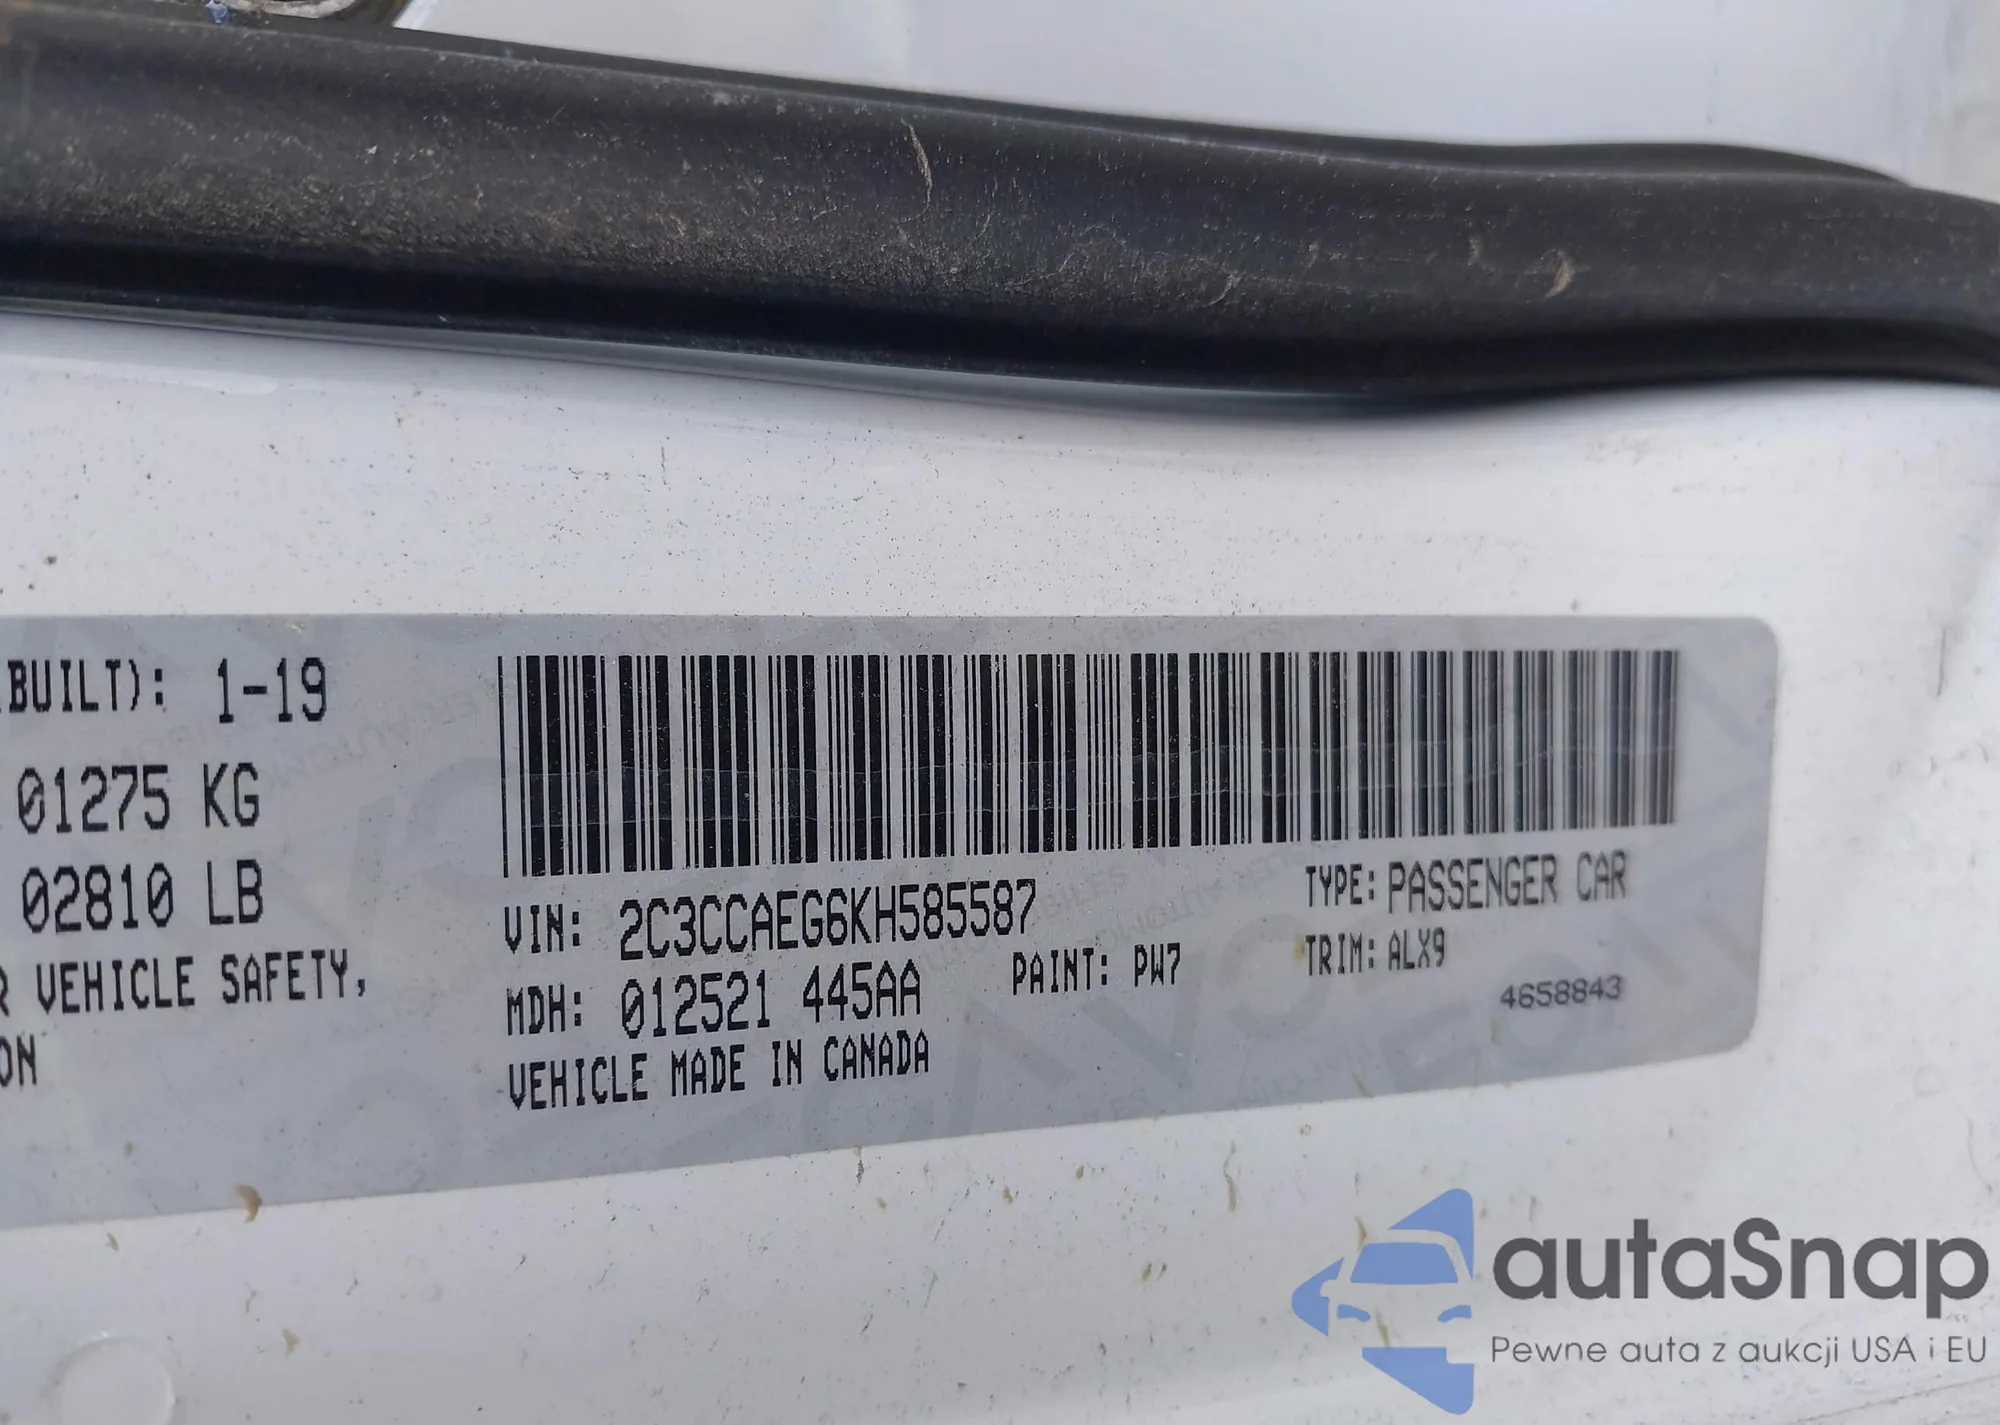 BUILT): 1-19
01275 KG
02810 LB
R VEHICLE SAFETY,
ON
VIN: 2C3CCAEG6KH585587
TYPE: PASSENGER CAR
MDH: 012521 445AA
PAINT: PW7
TRIM: ALX9
4658843
VEHICLE MADE IN CANADA
autaSnap
Pewne auta z aukcji USA i EU